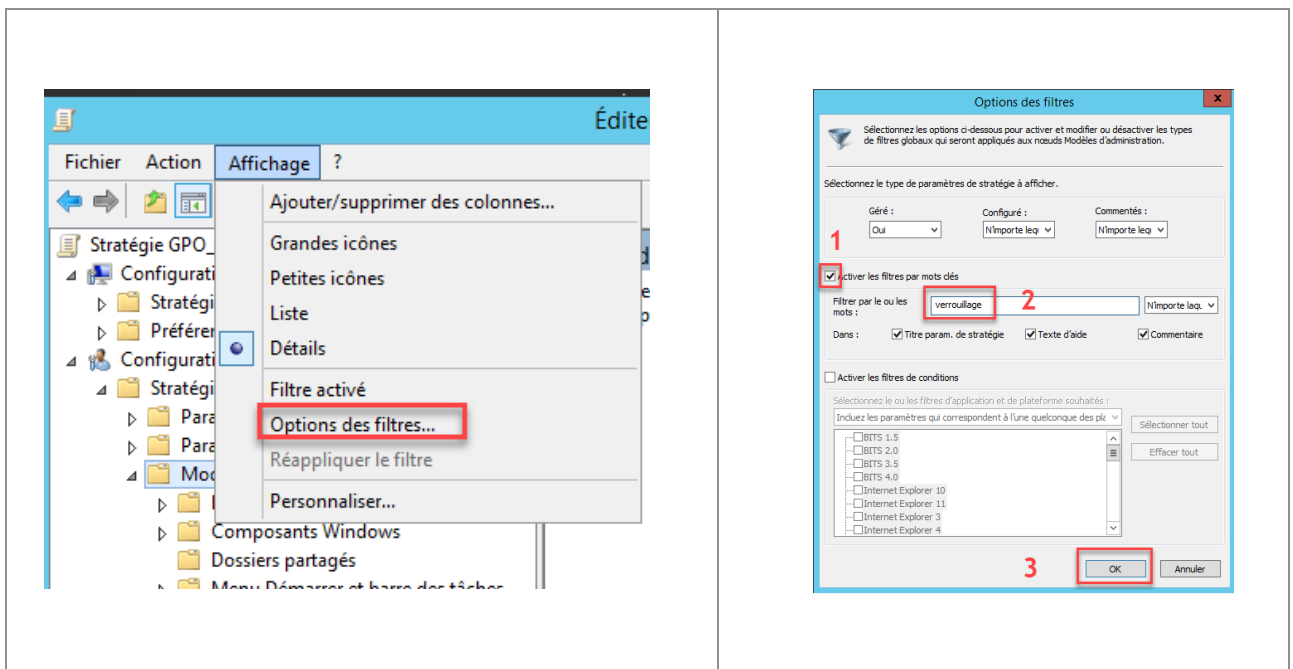 Édite
Fichier Action Affichage ?
Ajouter/supprimer des colonnes...
Grandes icônes
Petites icônes
Liste
Détails
Filtre activé
Options des filtres...
Réappliquer le filtre
Personnaliser...
Stratégie GPO_
Configurati
Stratégi
Préférer
Configurati
Stratégi
Para
Para
Mod
Composants Windows
Dossiers partagés
Menu Démarrer et barre des tâches
Options des filtres
x
Sélectionnez les options ci-dessous pour activer et modifier ou désactiver les types
de filtres globaux qui seront appliqués aux nœuds Modèles d'administration.
Sélectionnez le type de paramètres de stratégie à afficher.
Géré : Configuré : Commentés :
Oui N'importe leq N'importe leq
1
Activer les filtres par mots clés
Filtrer par le ou les
mots :
verrouillage
2
N'importe laqu.
Dans : Titre param. de stratégie Texte d'aide Commentaire
Activer les filtres de conditions
Sélectionnez le ou les filtres d'application et de plateforme souhaités :
Incluez les paramètres qui correspondent à l'une quelconque des pla
Sélectionner tout
Effacer tout
BITS 1.5
BITS 2.0
BITS 3.5
BITS 4.0
Internet Explorer 10
Internet Explorer 11
Internet Explorer 3
Internet Explorer 4
3
OK Annuler